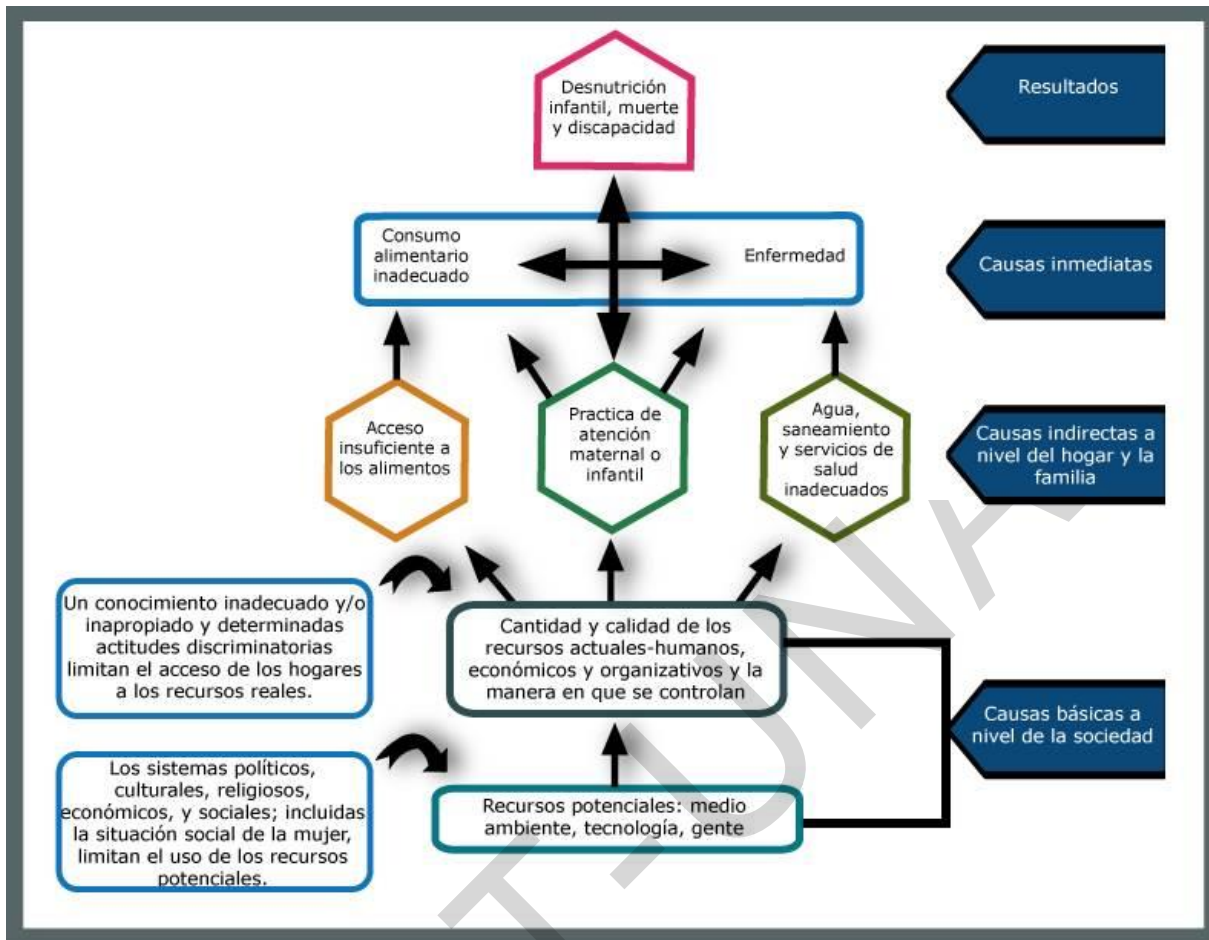 Desnutrición
infantil, muerte
y discapacidad
Resultados
Consumo
alimentario
inadecuado
Enfermedad
Causas inmediatas
Acceso
insuficiente a
los alimentos
Practica de
atención
maternal o
infantil
Agua,
saneamiento
y servicios de
salud
inadecuados
Causas indirectas a
nivel del hogar y la
familia
Un conocimiento inadecuado y/o
inapropiado y determinadas
actitudes discriminatorias
limitan el acceso de los hogares
a los recursos reales.
Cantidad y calidad de los
recursos actuales-humanos,
económicos y organizativos y la
manera en que se controlan
Causas básicas a
nivel de la sociedad
Los sistemas políticos,
culturales, religiosos,
económicos, y sociales; incluidas
la situación social de la mujer,
limitan el uso de los recursos
potenciales.
Recursos potenciales: medio
ambiente, tecnología, gente